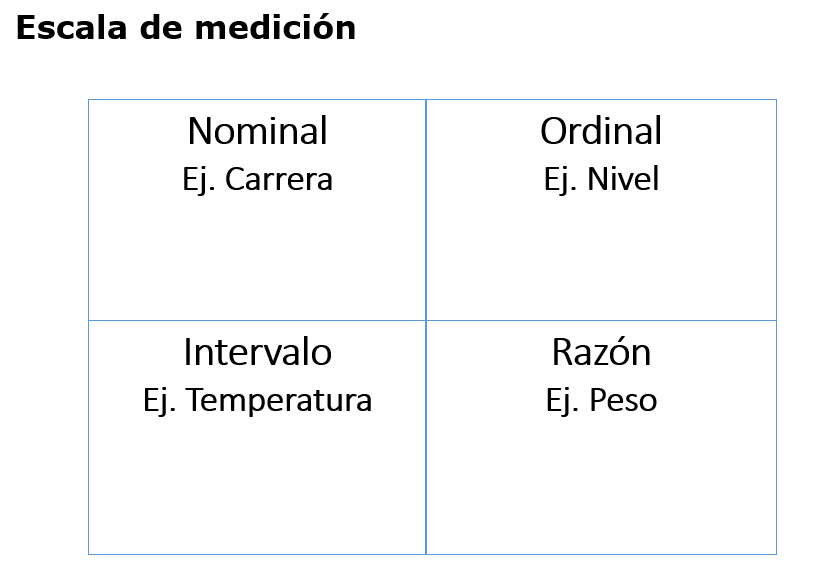 Escala de medición
Nominal
Ej. Carrera
Ordinal
Ej. Nivel
Intervalo
Ej. Temperatura
Razón
Ej. Peso